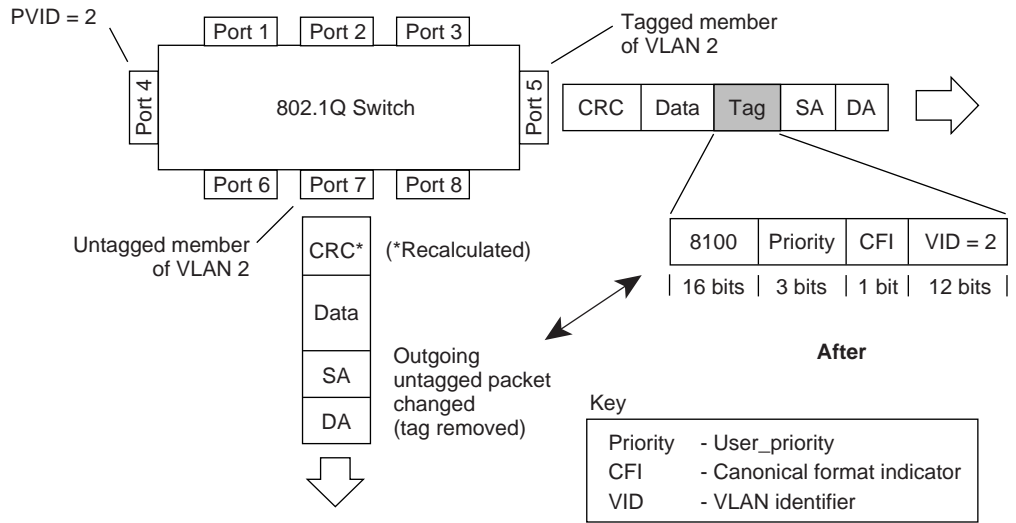 PVID = 2
Port 1
Port 2
Port 3
Tagged member
of VLAN 2
Port 4
802.1Q Switch
Port 5
CRC
Data
Tag
SA
DA
Port 6
Port 7
Port 8
Untagged member
of VLAN 2
CRC*
(*Recalculated)
8100
Priority
CFI
VID = 2
16 bits
3 bits
1 bit
12 bits
Data
After
SA
Outgoing
untagged packet
changed
(tag removed)
DA
Key
Priority - User_priority
CFI - Canonical format indicator
VID - VLAN identifier